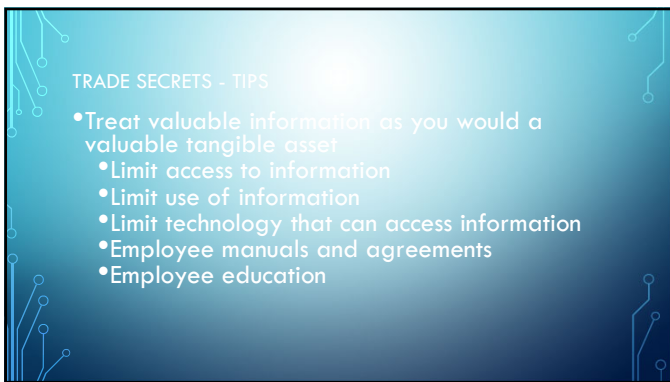 TRADE SECRETS - TIPS
•Treat valuable information as you would a
valuable tangible asset
•Limit access to information
•Limit use of information
•Limit technology that can access information
•Employee manuals and agreements
•Employee education